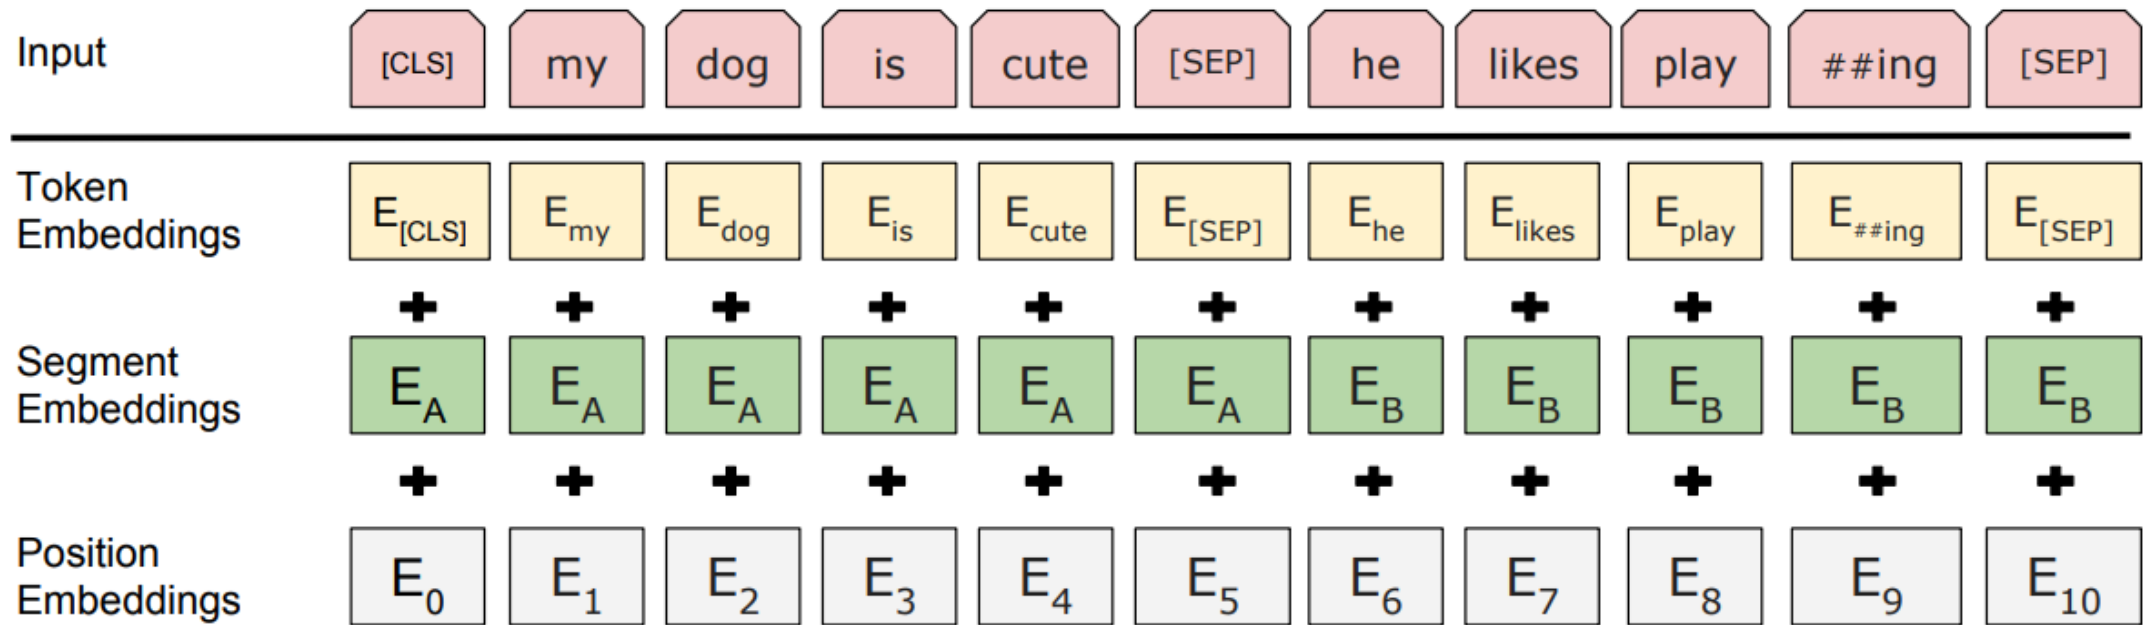 Input [CLS] my dog is cute [SEP] he likes play ##ing [SEP]
Token Embeddings E[CLS] Emy Edog Eis Ecute E[SEP] Ehe Elikes Eplay E##ing E[SEP]
+ + + + + + + + + + +
Segment Embeddings EA EA EA EA EA EA EB EB EB EB EB
+ + + + + + + + + + +
Position Embeddings E0 E1 E2 E3 E4 E5 E6 E7 E8 E9 E10